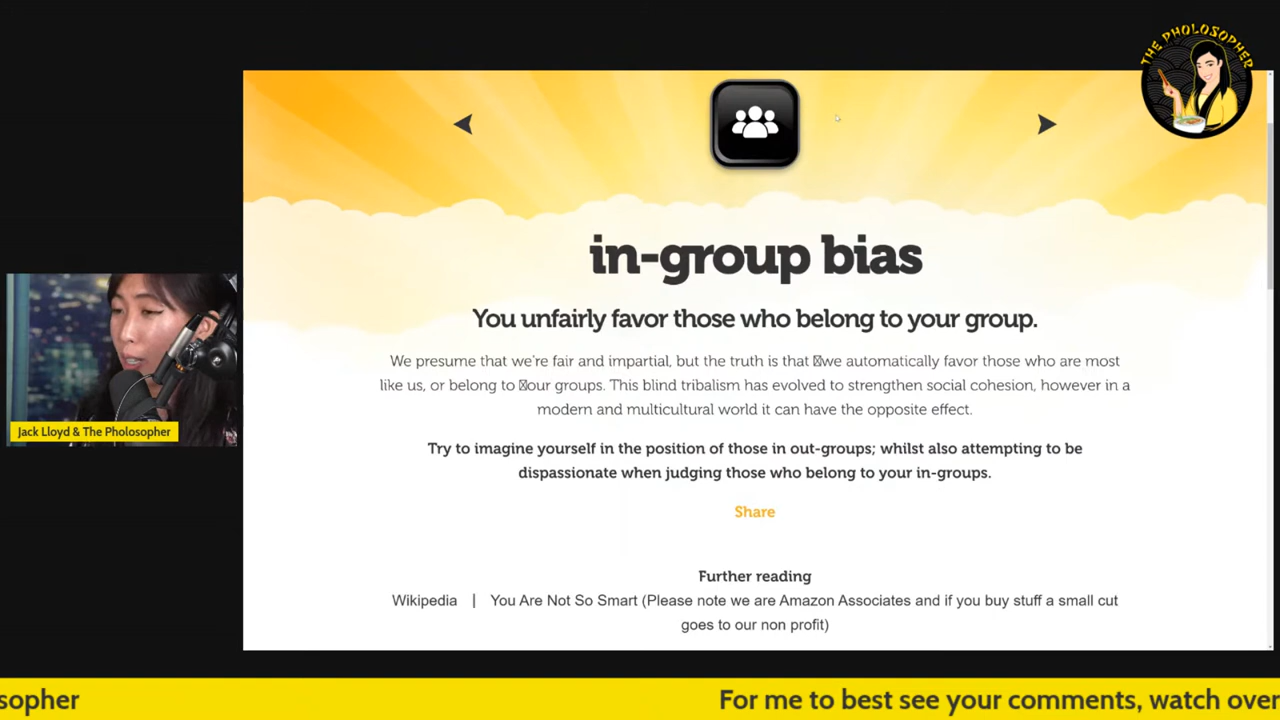 THE PHOLOSOPHER
in-group bias
You unfairly favor those who belong to your group.
We presume that we're fair and impartial, but the truth is that we automatically favor those who are most
like us, or belong to our groups. This blind tribalism has evolved to strengthen social cohesion, however in a
modern and multicultural world it can have the opposite effect.
Try to imagine yourself in the position of those in out-groups; whilst also attempting to be
dispassionate when judging those who belong to your in-groups.
Share
Further reading
Wikipedia | You Are Not So Smart (Please note we are Amazon Associates and if you buy stuff a small cut
goes to our non profit)
Jack Lloyd & The Pholosopher
sopher For me to best see your comments, watch over